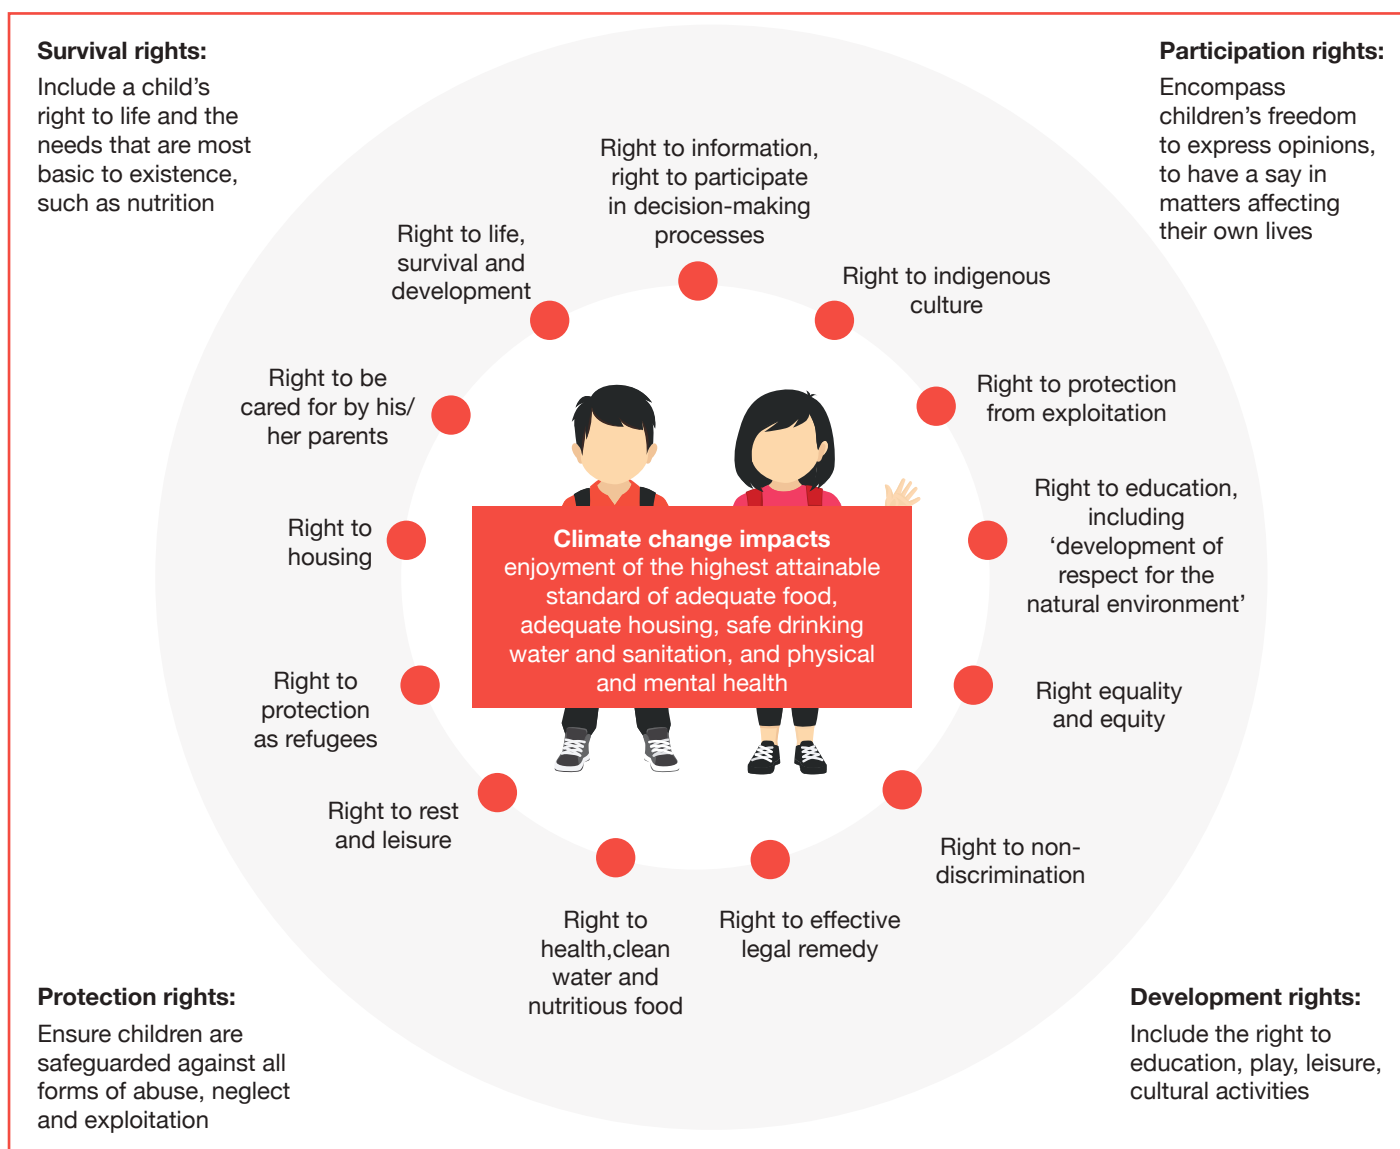 Survival rights:
Include a child’s
right to life and the
needs that are most
basic to existence,
such as nutrition
Participation rights:
Encompass
children’s freedom
to express opinions,
to have a say in
matters affecting
their own lives
Right to information,
right to participate
in decision-making
processes
Right to life,
survival and
development
Right to indigenous
culture
Right to be
cared for by his/
her parents
Right to protection
from exploitation
Right to
housing
Right to education,
including
‘development of
respect for the
natural environment’
Climate change impacts
enjoyment of the highest attainable
standard of adequate food,
adequate housing, safe drinking
water and sanitation, and physical
and mental health
Right to
protection
as refugees
Right equality
and equity
Right to rest
and leisure
Right to non-
discrimination
Right to
health,clean
water and
nutritious food
Right to effective
legal remedy
Protection rights:
Ensure children are
safeguarded against all
forms of abuse, neglect
and exploitation
Development rights:
Include the right to
education, play, leisure,
cultural activities